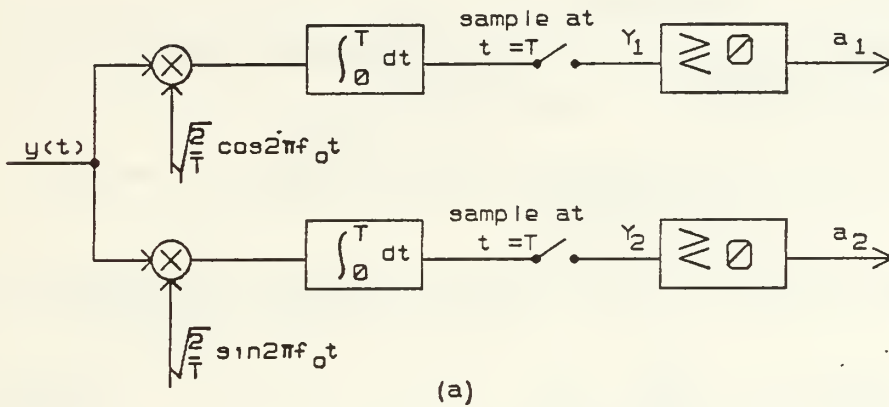 sample at
t =T
∫₀ᵀ dt
Y₁
≷ 0
a₁
y(t)
√(2/T) cos2πf₀t
sample at
t =T
∫₀ᵀ dt
Y₂
≷ 0
a₂
√(2/T) sin2πf₀t
(a)